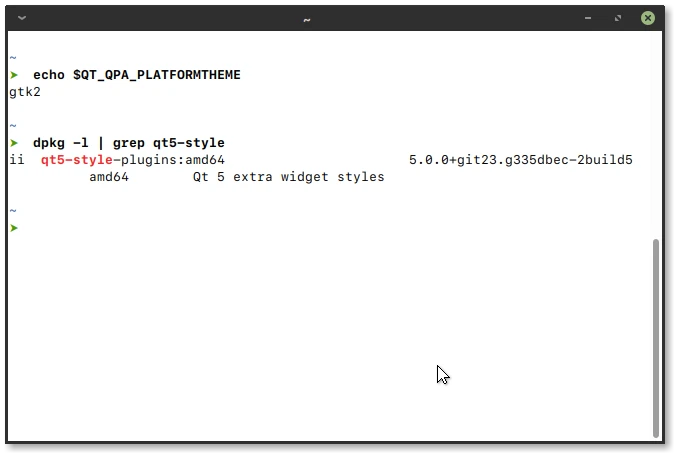 ~
~
➤ echo $QT_QPA_PLATFORMTHEME
gtk2
~
➤ dpkg -l | grep qt5-style
ii qt5-style-plugins:amd64 5.0.0+git23.g335dbec-2build5
amd64 Qt 5 extra widget styles
~
➤